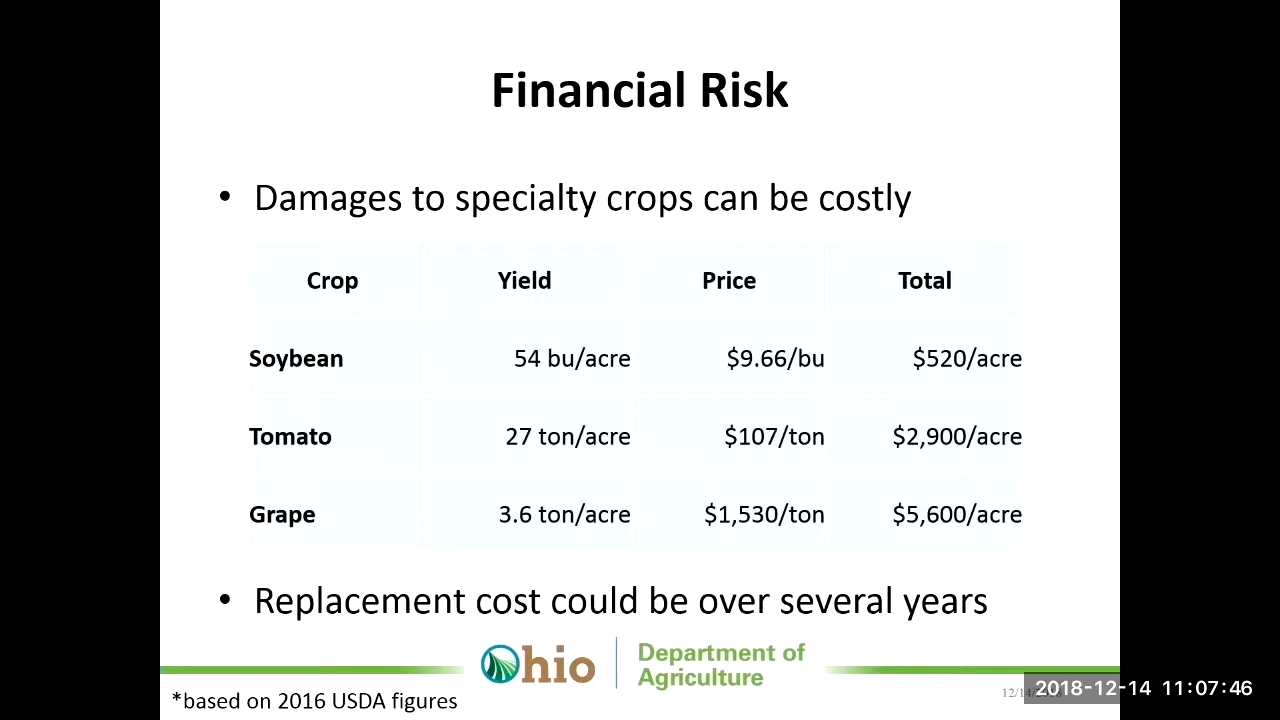 Financial Risk
• Damages to specialty crops can be costly
Crop Yield Price Total
Soybean 54 bu/acre $9.66/bu $520/acre
Tomato 27 ton/acre $107/ton $2,900/acre
Grape 3.6 ton/acre $1,530/ton $5,600/acre
• Replacement cost could be over several years
Ohio Department of
Agriculture
*based on 2016 USDA figures
2018-12-14 11:07:46